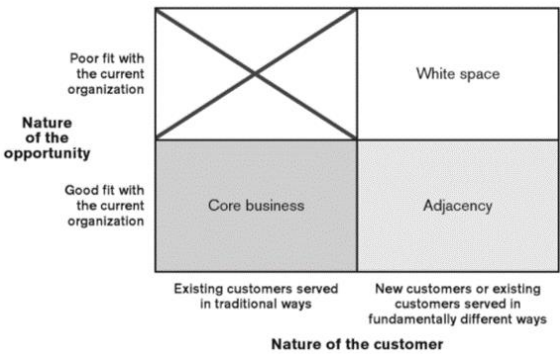 Poor fit with
the current
organization
White space
Nature
of the
opportunity
Good fit with
the current
organization
Core business
Adjacency
Existing customers served
in traditional ways
New customers or existing
customers served in
fundamentally different ways
Nature of the customer